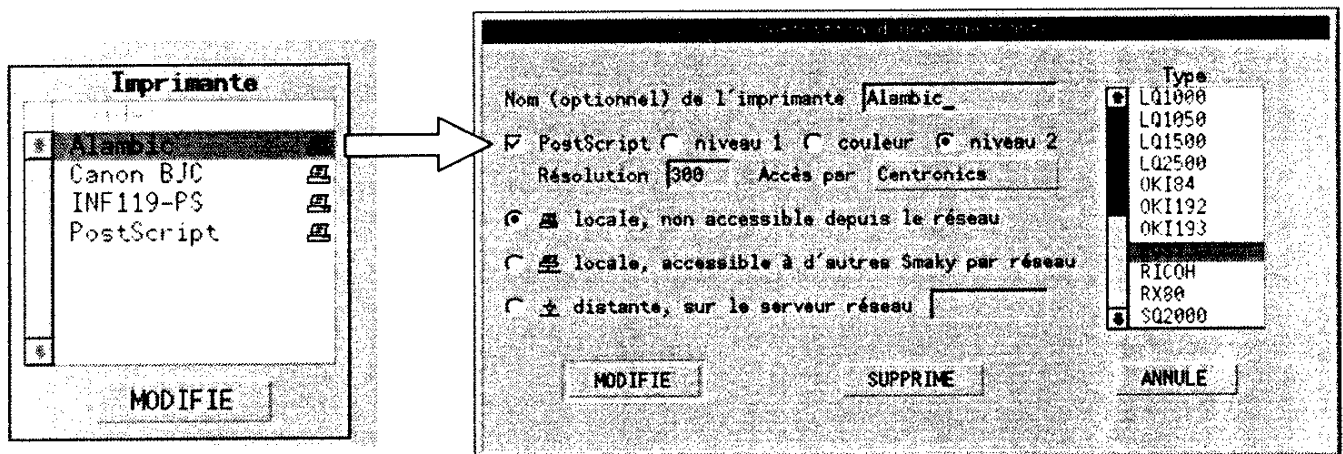 Imprimante
Alambic
Canon BJC
INF119-PS
PostScript
MODIFIE
Nom (optionnel) de l'imprimante Alambic_
PostScript niveau 1 couleur niveau 2
Résolution 300 Accès par Centronics
locale, non accessible depuis le réseau
locale, accessible à d'autres Smaky par réseau
distante, sur le serveur réseau
MODIFIE SUPPRIME ANNULE
Type
LQ1000
LQ1050
LQ1500
LQ2500
OKI84
OKI192
OKI193
RICOH
RX80
SQ2000